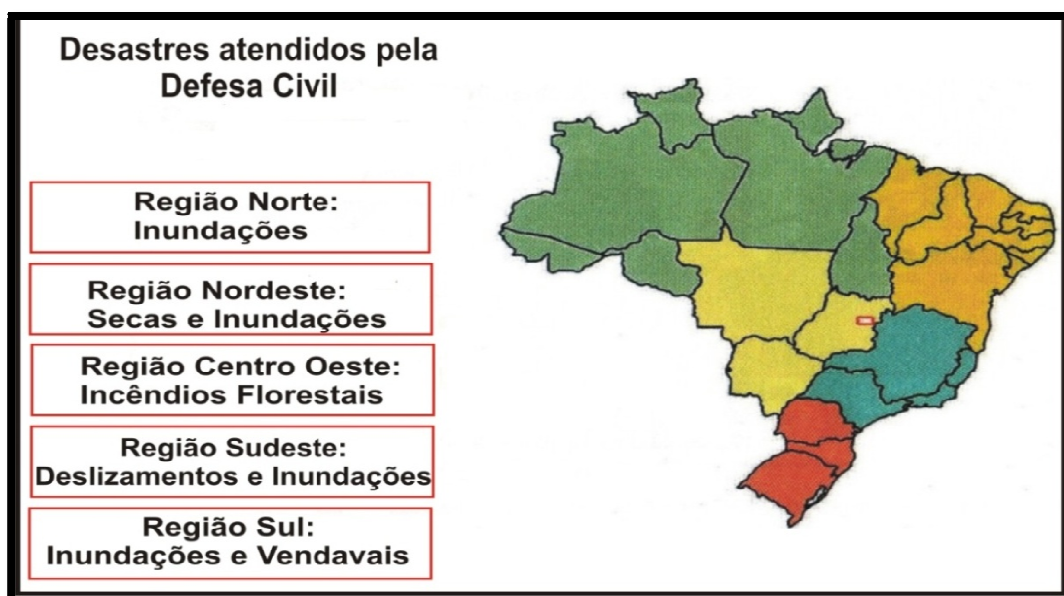 Desastres atendidos pela
Defesa Civil
Região Norte:
Inundações
Região Nordeste:
Secas e Inundações
Região Centro Oeste:
Incêndios Florestais
Região Sudeste:
Deslizamentos e Inundações
Região Sul:
Inundações e Vendavais